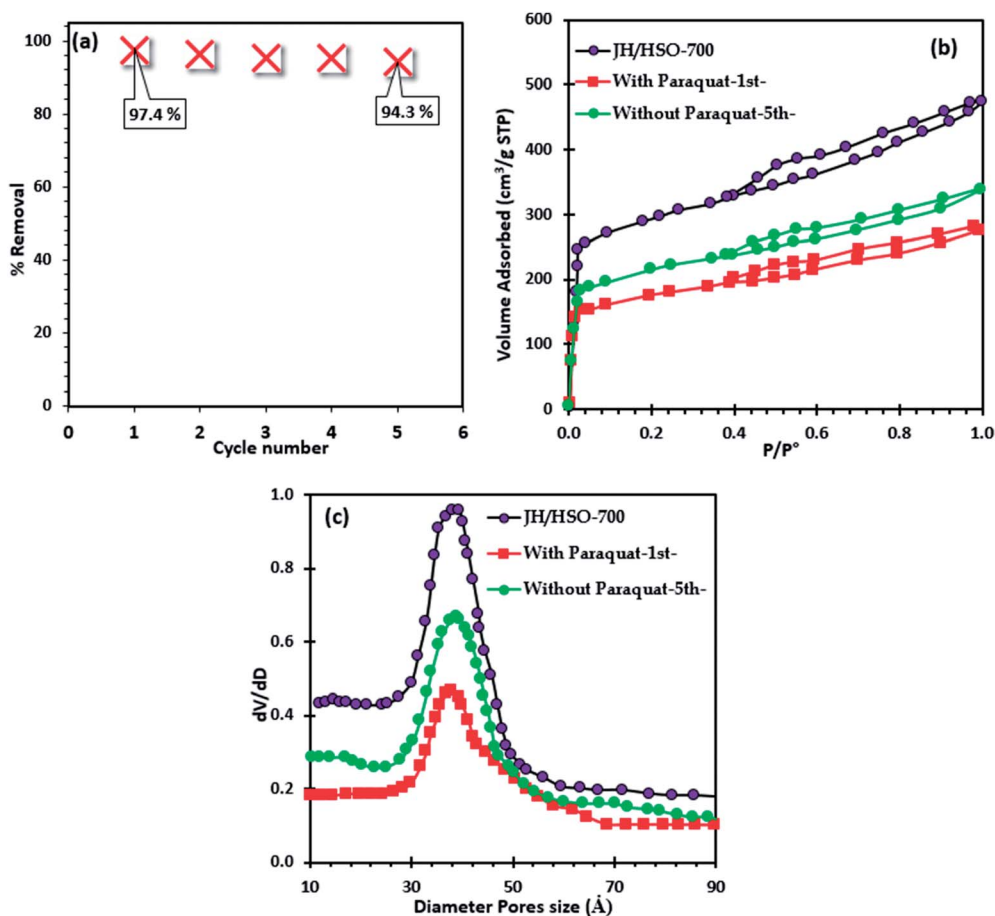 (a)
% Removal
100
80
60
40
20
0
97.4 %
94.3 %
0 1 2 3 4 5 6
Cycle number
(b)
Volume Adsorbed (cm³/g STP)
600
500
400
300
200
100
0
JH/HSO-700
With Paraquat-1st-
Without Paraquat-5th-
0.0 0.2 0.4 0.6 0.8 1.0
P/P°
(c)
dV/dD
1.0
0.8
0.6
0.4
0.2
0.0
JH/HSO-700
With Paraquat-1st-
Without Paraquat-5th-
10 30 50 70 90
Diameter Pores size (Å)